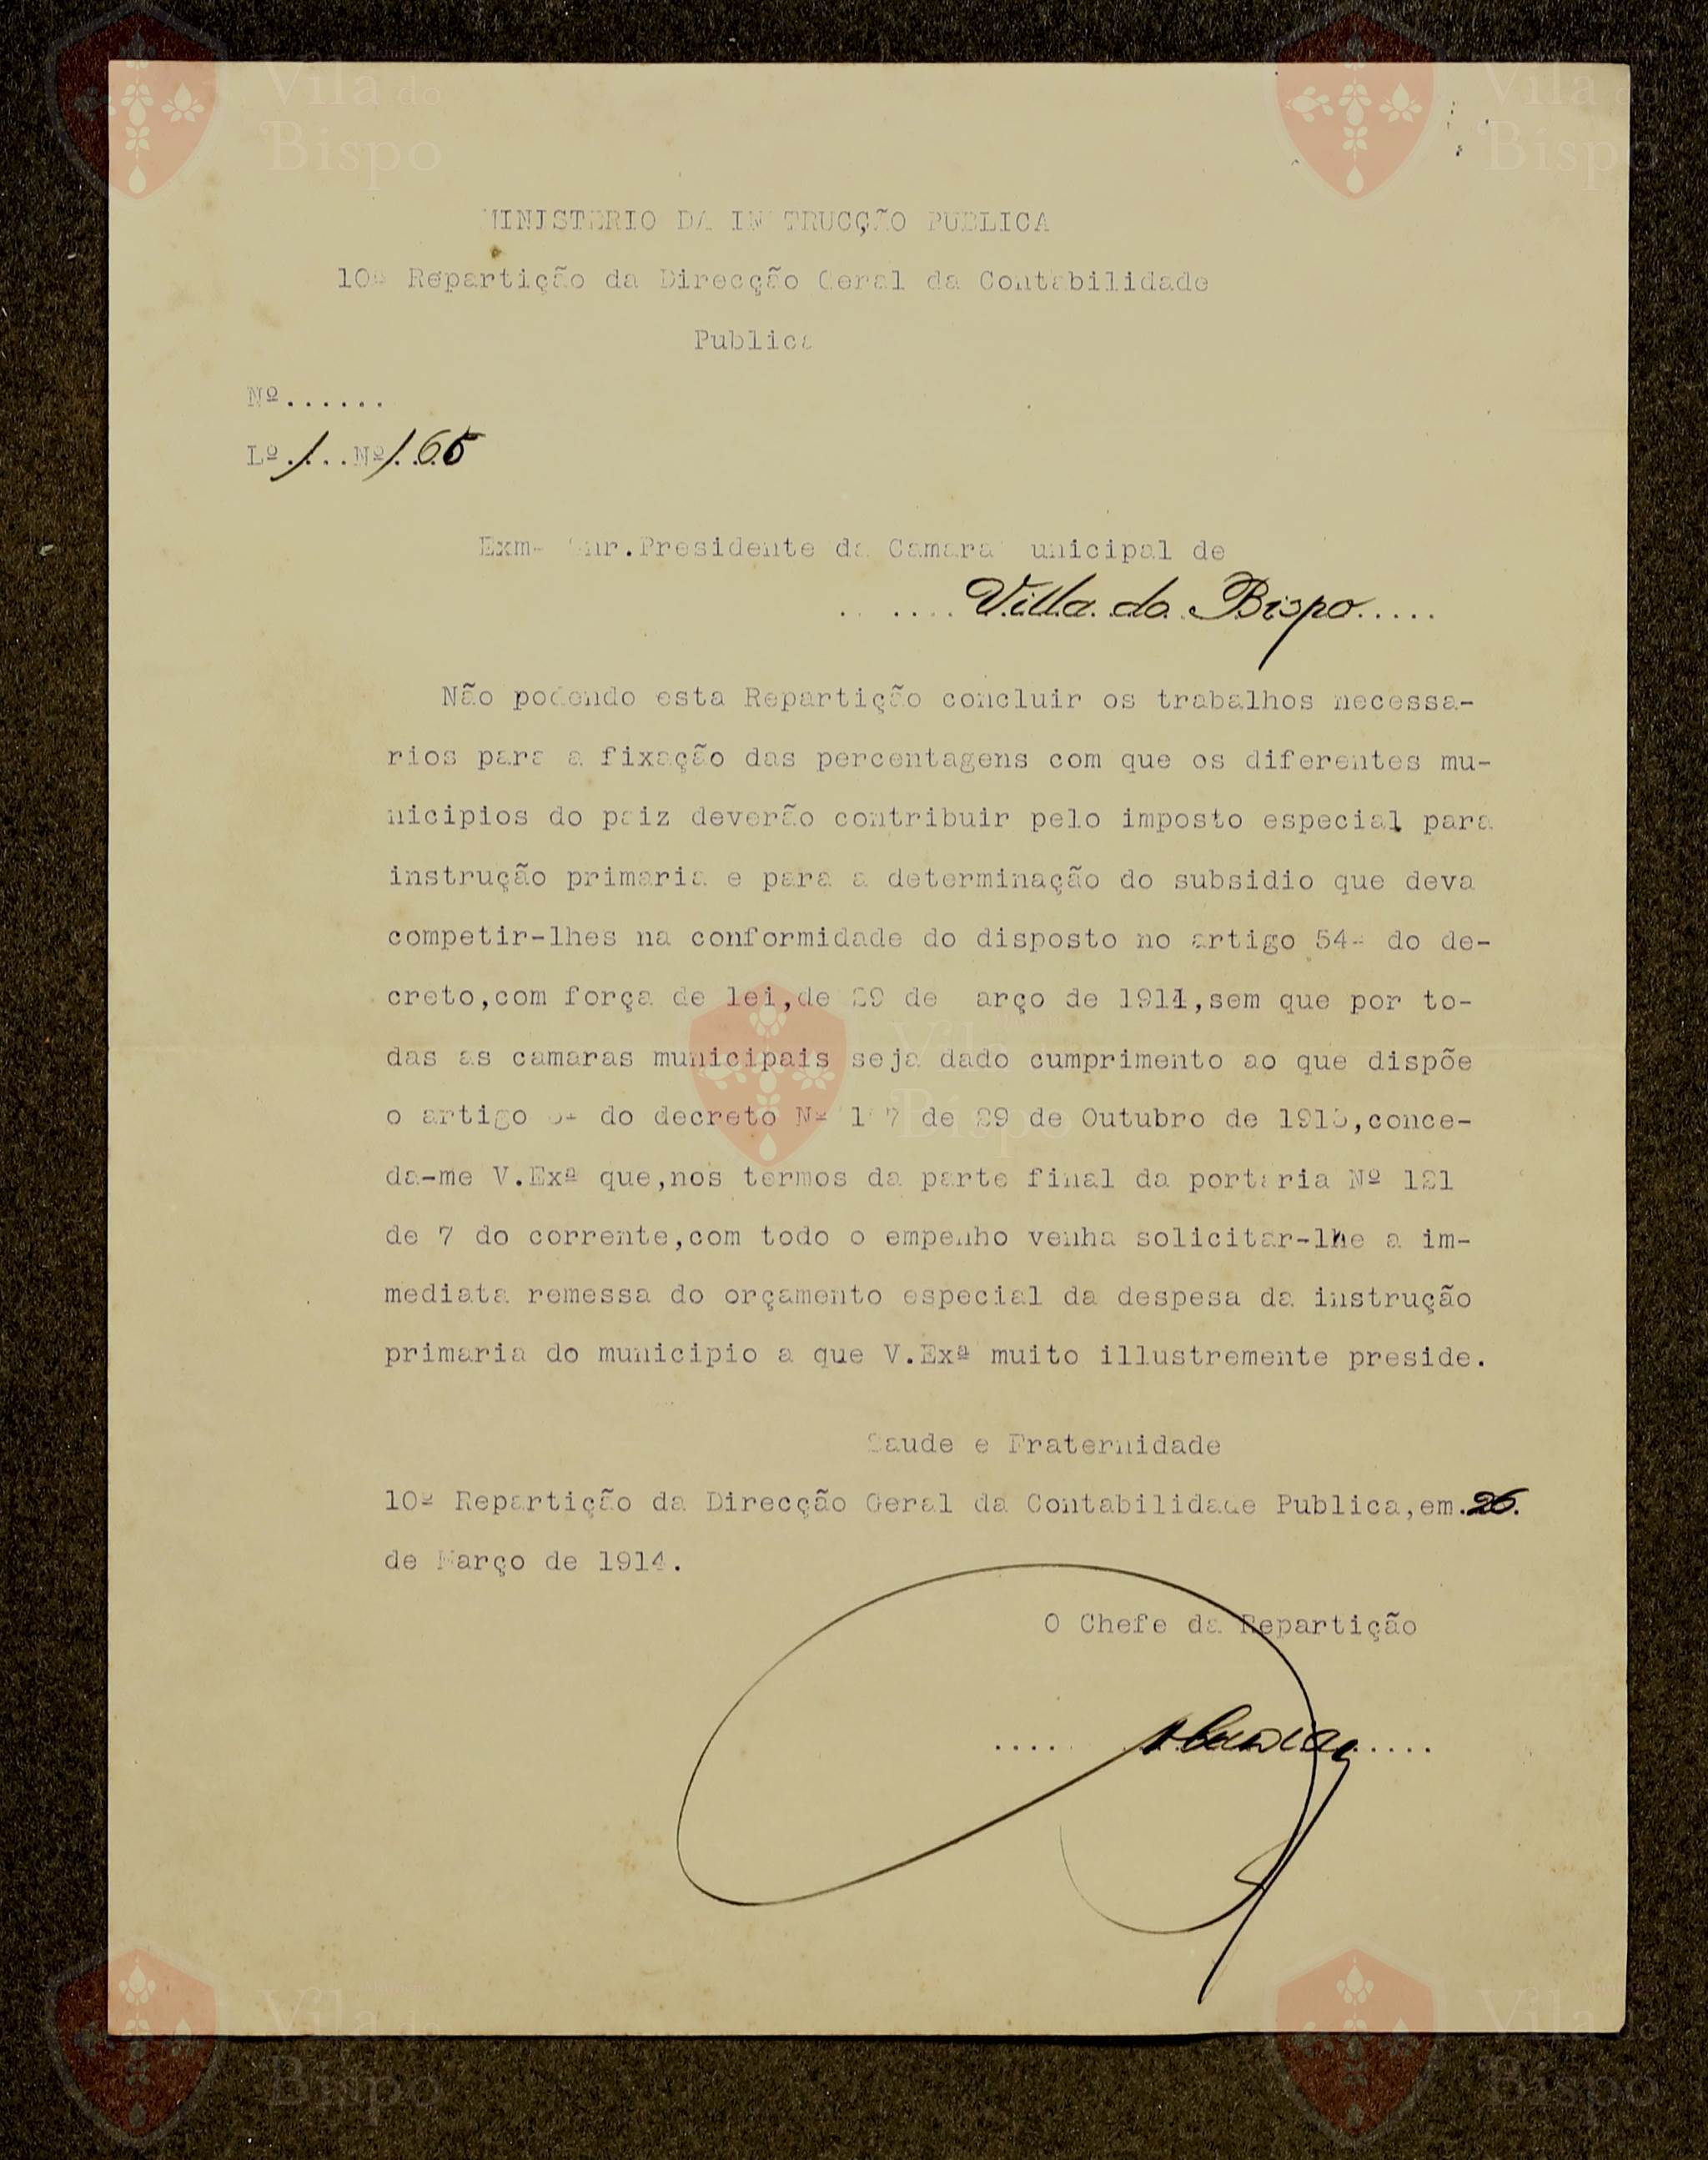 MINISTERIO DA INSTRUCÇÃO PUBLICA
10ª Repartição da Direcção Geral da Contabilidade
Publica
Nº......
Lº 1 Nº 165
Exmº Snr.Presidente da Camara Municipal de
Villa do Bispo
Não podendo esta Repartição concluir os trabalhos necessa-
rios para a fixação das percentagens com que os diferentes mu-
nicipios do paiz deverão contribuir pelo imposto especial para
instrução primaria e para a determinação do subsidio que deva
competir-lhes na conformidade do disposto no artigo 54º do de-
creto,com força de lei,de 29 de Março de 1911,sem que por to-
das as camaras municipais seja dado cumprimento ao que dispõe
o artigo do decreto Nº de 29 de Outubro de 1913,conce-
da-me V.Exª que,nos termos da parte final da portaria Nº 121
de 7 do corrente,com todo o empenho venha solicitar-lhe a im-
mediata remessa do orçamento especial da despesa da instrução
primaria do municipio a que V.Exª muito illustremente preside.
Saude e Fraternidade
10ª Repartição da Direcção Geral da Contabilidade Publica,em.26.
de Março de 1914.
O Chefe da Repartição
Vila do Bispo
Vila do Bispo
Vila do Bispo
Vila do Bispo
Vila do Bispo